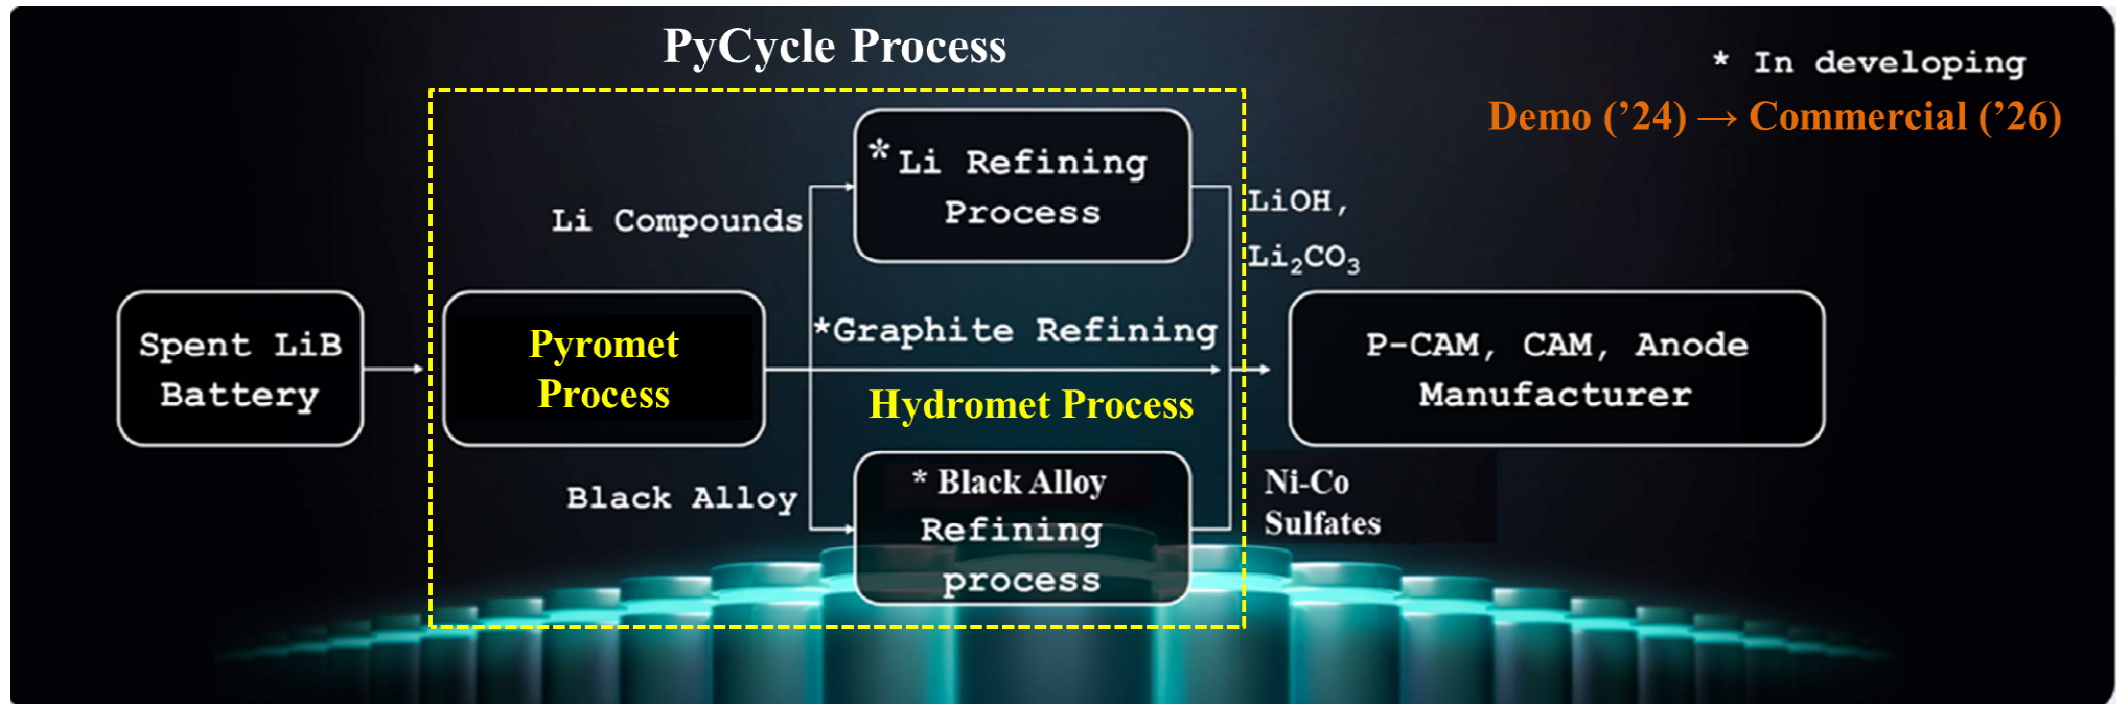 PyCycle Process
* In developing
Demo (’24) → Commercial (’26)
* Li Refining
Process
Li Compounds
LiOH,
Li₂CO₃
Spent LiB
Battery
Pyromet
Process
*Graphite Refining
Hydromet Process
P-CAM, CAM, Anode
Manufacturer
Black Alloy
* Black Alloy
Refining
process
Ni-Co
Sulfates